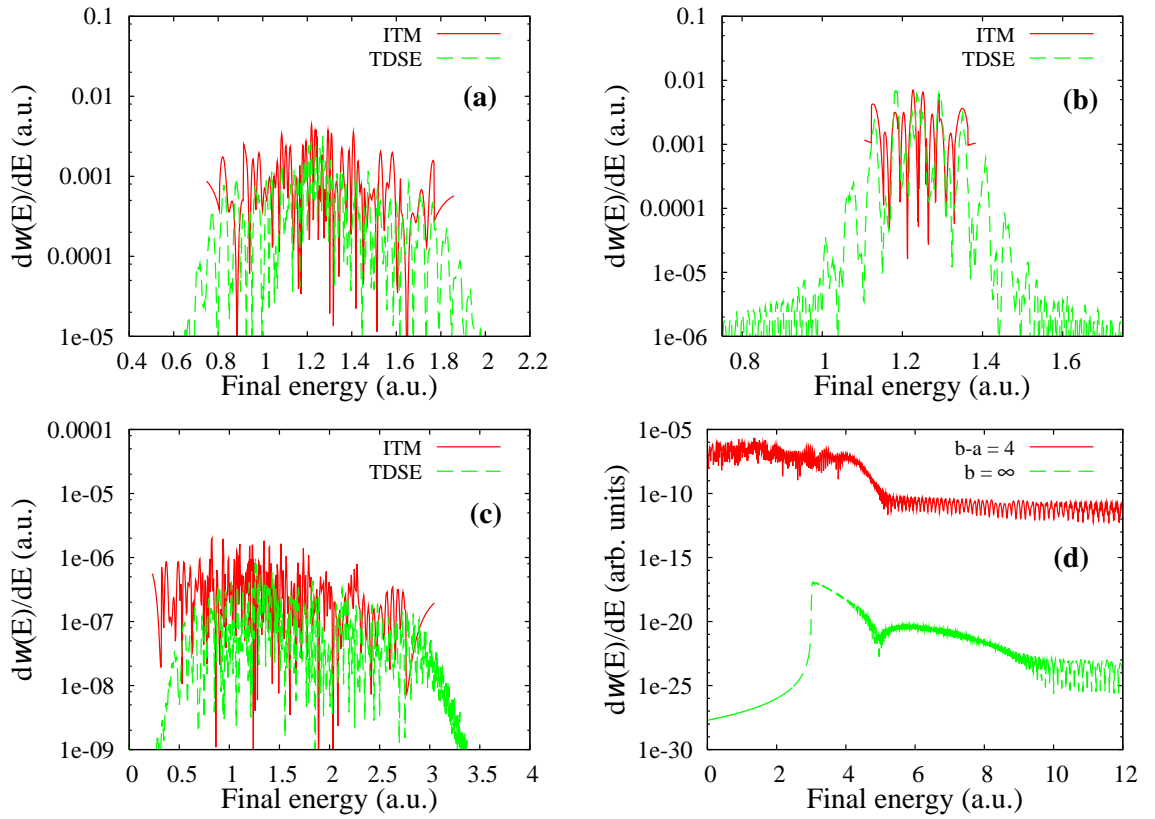 0.1
0.01
0.001
0.0001
1e-05
dw(E)/dE (a.u.)
ITM
TDSE
(a)
0.4 0.6 0.8 1 1.2 1.4 1.6 1.8 2 2.2
Final energy (a.u.)
0.1
0.01
0.001
0.0001
1e-05
1e-06
dw(E)/dE (a.u.)
ITM
TDSE
(b)
0.8 1 1.2 1.4 1.6
Final energy (a.u.)
0.0001
1e-05
1e-06
1e-07
1e-08
1e-09
dw(E)/dE (a.u.)
ITM
TDSE
(c)
0 0.5 1 1.5 2 2.5 3 3.5 4
Final energy (a.u.)
1e-05
1e-10
1e-15
1e-20
1e-25
1e-30
dw(E)/dE (arb. units)
b-a = 4
b = ∞
(d)
0 2 4 6 8 10 12
Final energy (a.u.)